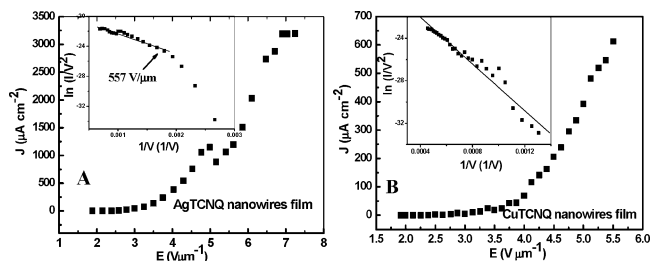 3500
3000
2500
2000
1500
1000
500
0
J (μA cm⁻²)
1 2 3 4 5 6 7 8
E (Vμm⁻¹)
A
AgTCNQ nanowires film
ln (I/V²)
-20
-24
-28
-32
0.001 0.002 0.003
1/V (1/V)
557 V/μm
700
600
500
400
300
200
100
0
J (μA cm⁻²)
1.5 2.0 2.5 3.0 3.5 4.0 4.5 5.0 5.5 6.0
E (V μm⁻¹)
B
CuTCNQ nanowires film
ln (I/V²)
-24
-28
-32
0.0004 0.0008 0.0012
1/V (1/V)